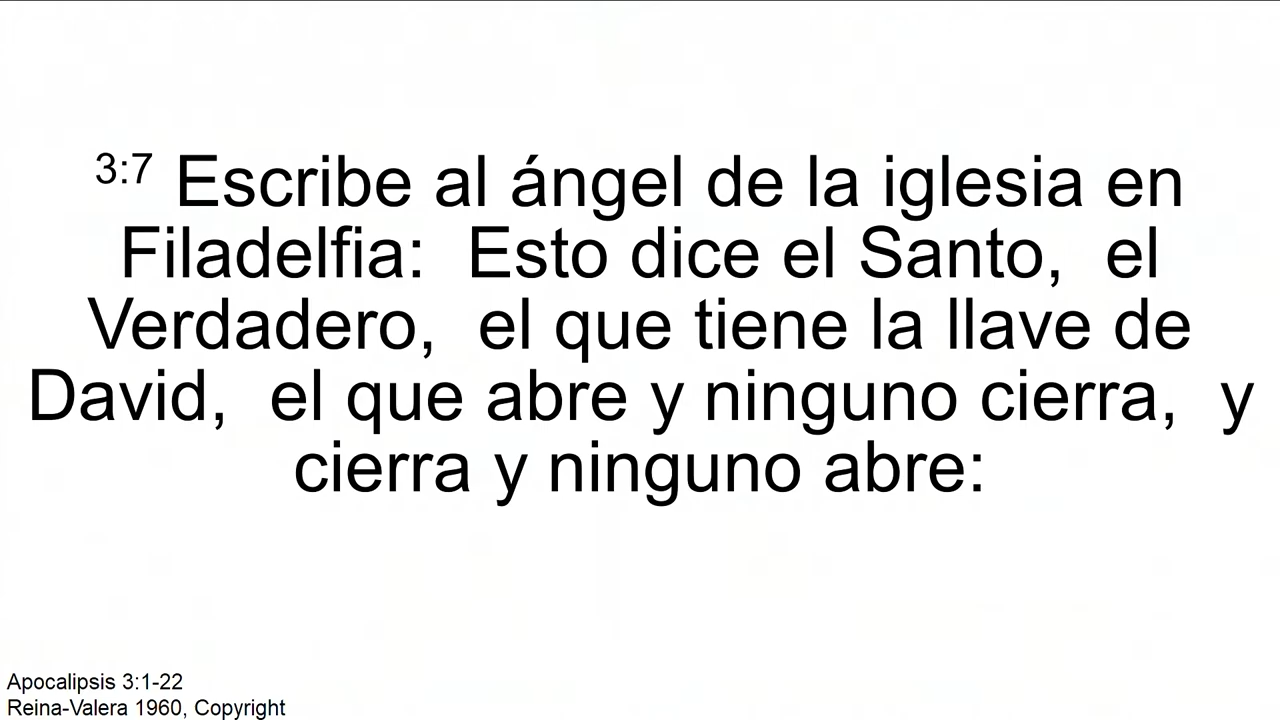 3:7 Escribe al ángel de la iglesia en
Filadelfia:  Esto dice el Santo,  el
Verdadero,  el que tiene la llave de
David,  el que abre y ninguno cierra,  y
cierra y ninguno abre:
Apocalipsis 3:1-22
Reina-Valera 1960, Copyright